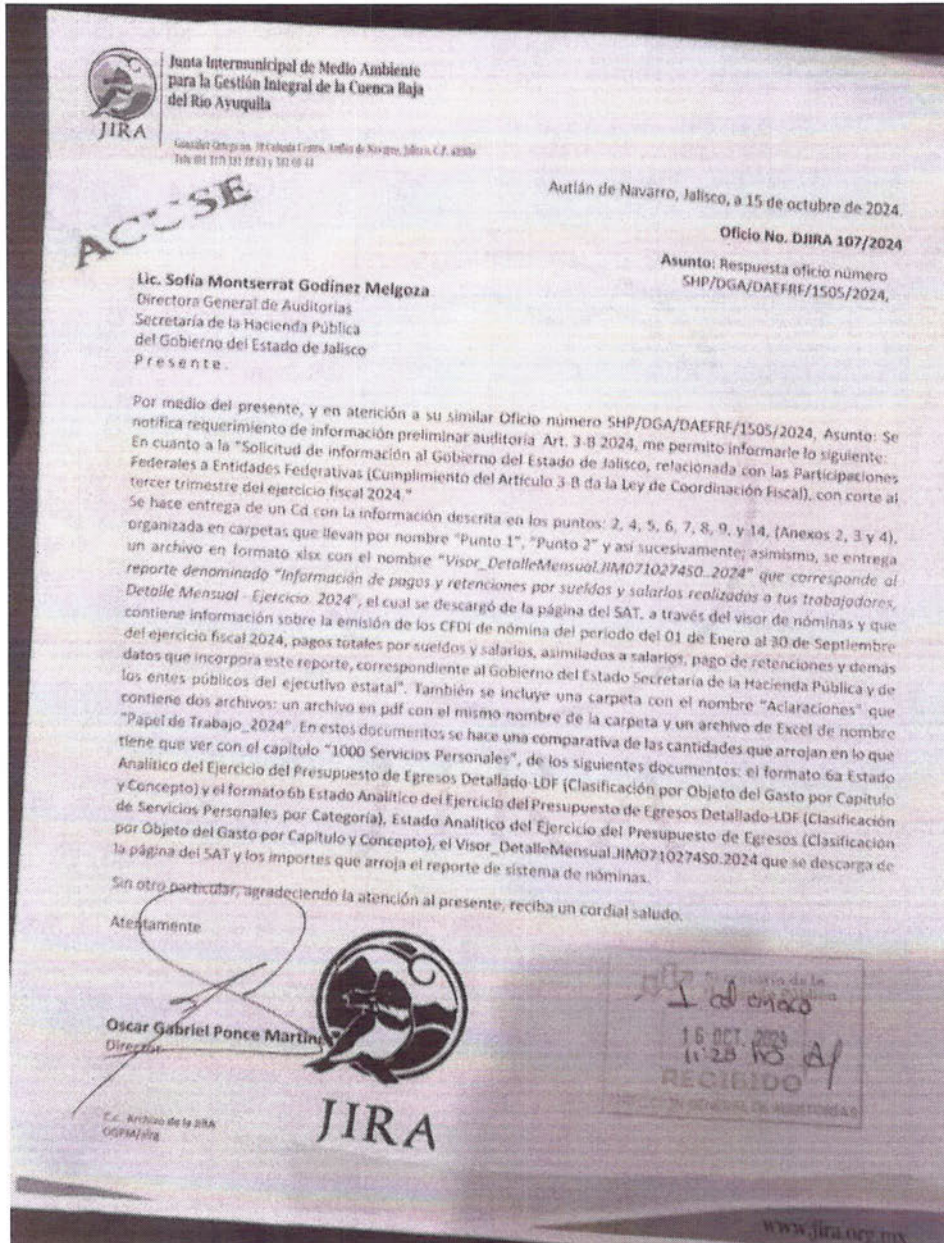 Junta Intermunicipal de Medio Ambiente
para la Gestión Integral de la Cuenca Baja
del Río Ayuquila
JIRA
ACUSE
Autlán de Navarro, Jalisco, a 15 de octubre de 2024.
Oficio No. DJIRA 107/2024
Asunto: Respuesta oficio número
SHP/DGA/DAEFRF/1505/2024,
Lic. Sofía Montserrat Godínez Melgoza
Directora General de Auditorías
Secretaría de la Hacienda Pública
del Gobierno del Estado de Jalisco
Presente.
Por medio del presente, y en atención a su similar Oficio número SHP/DGA/DAEFRF/1505/2024, Asunto: Se
notifica requerimiento de información preliminar auditoría Art. 3-B 2024, me permito informarle lo siguiente:
En cuanto a la "Solicitud de información al Gobierno del Estado de Jalisco, relacionada con las Participaciones
Federales a Entidades Federativas (Cumplimiento del Artículo 3-B da la Ley de Coordinación Fiscal), con corte al
tercer trimestre del ejercicio fiscal 2024."
Se hace entrega de un Cd con la información descrita en los puntos: 2, 4, 5, 6, 7, 8, 9, y 14, (Anexos 2, 3 y 4),
organizada en carpetas que llevan por nombre "Punto 1", "Punto 2" y así sucesivamente; asimismo, se entrega
un archivo en formato xlsx con el nombre "Visor_DetalleMensual.JIM0710274S0..2024" que corresponde al
reporte denominado "Información de pagos y retenciones por sueldos y salarios realizados a tus trabajadores,
Detalle Mensual - Ejercicio. 2024", el cual se descargó de la página del SAT, a través del visor de nóminas y que
contiene información sobre la emisión de los CFDI de nómina del periodo del 01 de Enero al 30 de Septiembre
del ejercicio fiscal 2024, pagos totales por sueldos y salarios, asimilados a salarios, pago de retenciones y demás
datos que incorpora este reporte, correspondiente al Gobierno del Estado Secretaría de la Hacienda Pública y de
los entes públicos del ejecutivo estatal". También se incluye una carpeta con el nombre "Aclaraciones" que
contiene dos archivos: un archivo en pdf con el mismo nombre de la carpeta y un archivo de Excel de nombre
"Papel de Trabajo_2024". En estos documentos se hace una comparativa de las cantidades que arrojan en lo que
tiene que ver con el capítulo "1000 Servicios Personales", de los siguientes documentos: el formato 6a Estado
Analítico del Ejercicio del Presupuesto de Egresos Detallado-LDF (Clasificación por Objeto del Gasto por Capítulo
y Concepto) y el formato 6b Estado Analítico del Ejercicio del Presupuesto de Egresos Detallado-LDF (Clasificación
de Servicios Personales por Categoría), Estado Analítico del Ejercicio del Presupuesto de Egresos (Clasificación
por Objeto del Gasto por Capítulo y Concepto), el Visor_DetalleMensual.JIM0710274S0.2024 que se descarga de
la página del SAT y los importes que arroja el reporte de sistema de nóminas.
Sin otro particular, agradeciendo la atención al presente, reciba un cordial saludo.
Atentamente
Oscar Gabriel Ponce Martínez
Director
JIRA
1 cd
16 OCT.
11:28
RECIBIDO
DIRECCIÓN GENERAL DE AUDITORÍAS
C.c. Archivo de la JIRA
www.jira.org.mx